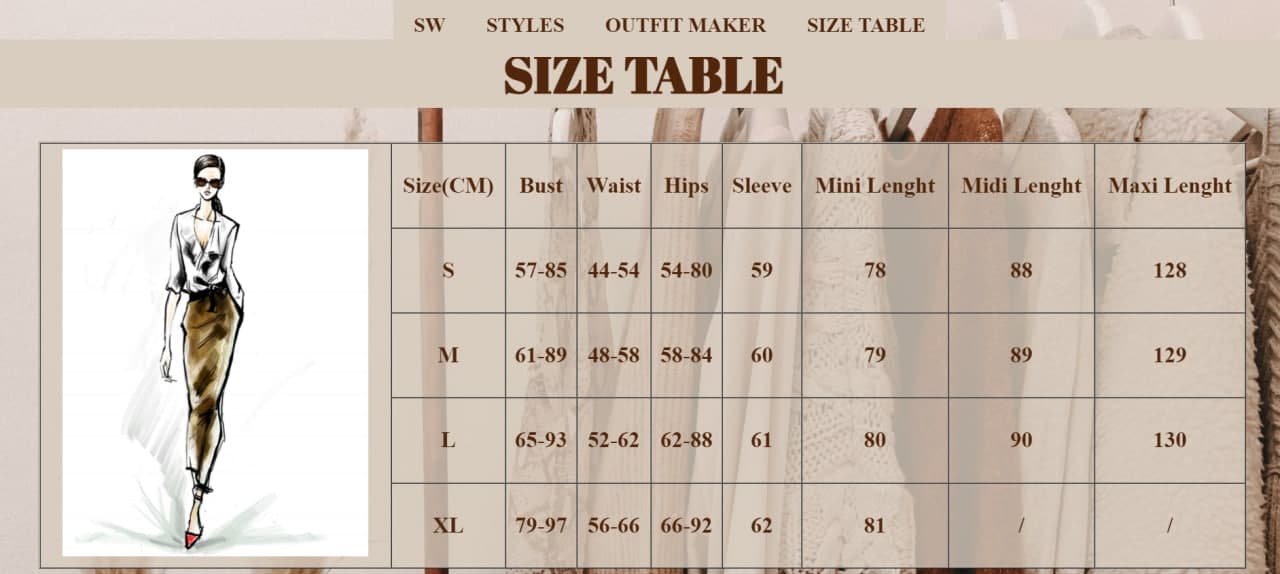 SW STYLES OUTFIT MAKER SIZE TABLE
SIZE TABLE
Size(CM) Bust Waist Hips Sleeve Mini Lenght Midi Lenght Maxi Lenght
S 57-85 44-54 54-80 59 78 88 128
M 61-89 48-58 58-84 60 79 89 129
L 65-93 52-62 62-88 61 80 90 130
XL 79-97 56-66 66-92 62 81 / /